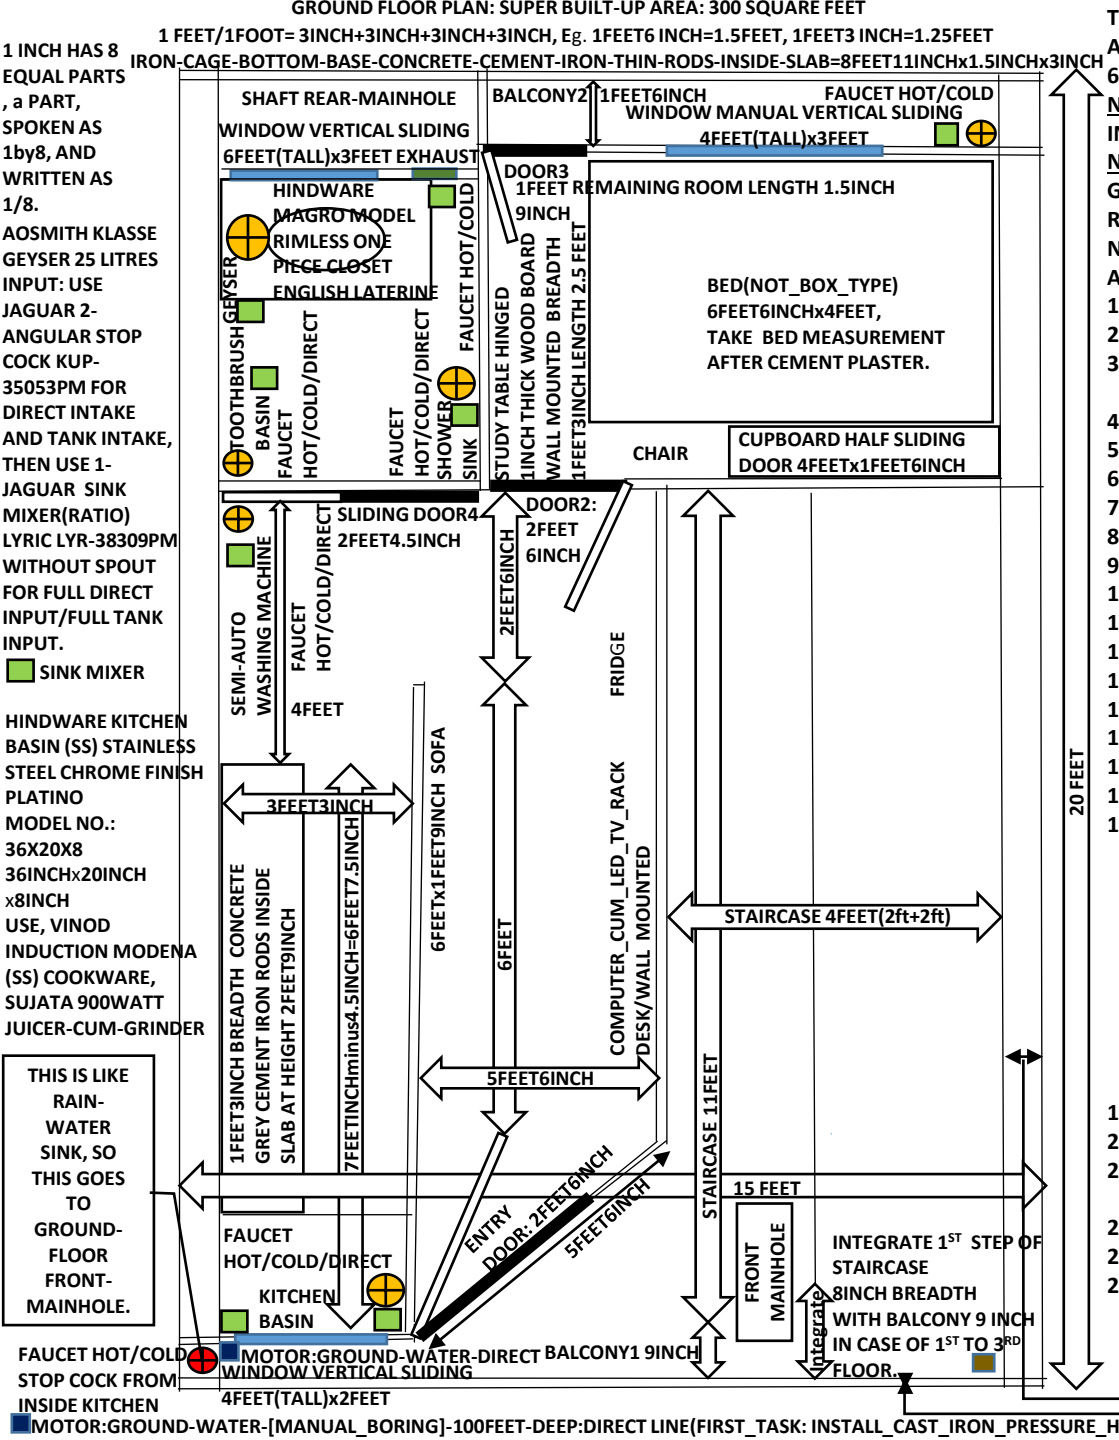 GROUND FLOOR PLAN: SUPER BUILT-UP AREA: 300 SQUARE FEET
1 FEET/1FOOT= 3INCH+3INCH+3INCH+3INCH, Eg. 1FEET6 INCH=1.5FEET, 1FEET3 INCH=1.25FEET
IRON-CAGE-BOTTOM-BASE-CONCRETE-CEMENT-IRON-THIN-RODS-INSIDE-SLAB=8FEET11INCHx1.5INCHx3INCH
1 INCH HAS 8
EQUAL PARTS
, a PART,
SPOKEN AS
1by8, AND
WRITTEN AS
1/8.
AOSMITH KLASSE
GEYSER 25 LITRES
INPUT: USE
JAGUAR 2-
ANGULAR STOP
COCK KUP-
35053PM FOR
DIRECT INTAKE
AND TANK INTAKE,
THEN USE 1-
JAGUAR SINK
MIXER(RATIO)
LYRIC LYR-38309PM
WITHOUT SPOUT
FOR FULL DIRECT
INPUT/FULL TANK
INPUT.
SINK MIXER
HINDWARE KITCHEN
BASIN (SS) STAINLESS
STEEL CHROME FINISH
PLATINO
MODEL NO.:
36X20X8
36INCHx20INCH
x8INCH
USE, VINOD
INDUCTION MODENA
(SS) COOKWARE,
SUJATA 900WATT
JUICER-CUM-GRINDER
THIS IS LIKE
RAIN-
WATER
SINK, SO
THIS GOES
TO
GROUND-
FLOOR
FRONT-
MAINHOLE.
FAUCET HOT/COLD
STOP COCK FROM
INSIDE KITCHEN
SHAFT REAR-MAINHOLE
WINDOW VERTICAL SLIDING
6FEET(TALL)x3FEET EXHAUST
HINDWARE
MAGRO MODEL
RIMLESS ONE
PIECE CLOSET
ENGLISH LATERINE
GEYSER
TOOTHBRUSH
BASIN
FAUCET
HOT/COLD/DIRECT
FAUCET
HOT/COLD/DIRECT
SHOWER
SINK
FAUCET HOT/COLD
BALCONY2 1FEET6INCH
FAUCET HOT/COLD
WINDOW MANUAL VERTICAL SLIDING
4FEET(TALL)x3FEET
DOOR3
1FEET
9INCH
REMAINING ROOM LENGTH 1.5INCH
STUDY TABLE HINGED
1INCH THICK WOOD BOARD
WALL MOUNTED BREADTH
1FEET3INCH LENGTH 2.5 FEET
BED(NOT_BOX_TYPE)
6FEET6INCHx4FEET,
TAKE BED MEASUREMENT
AFTER CEMENT PLASTER.
CHAIR
CUPBOARD HALF SLIDING
DOOR 4FEETx1FEET6INCH
SLIDING DOOR4
2FEET4.5INCH
DOOR2:
2FEET
6INCH
2FEET6INCH
SEMI-AUTO
WASHING MACHINE
FAUCET
HOT/COLD/DIRECT
4FEET
FRIDGE
3FEET3INCH
6FEETx1FEET9INCH SOFA
6FEET
COMPUTER_CUM_LED_TV_RACK
DESK/WALL MOUNTED
1FEET3INCH BREADTH CONCRETE
GREY CEMENT IRON RODS INSIDE
SLAB AT HEIGHT 2FEET9INCH
7FEETINCHminus4.5INCH=6FEET7.5INCH
STAIRCASE 4FEET(2ft+2ft)
20 FEET
5FEET6INCH
STAIRCASE 11FEET
15 FEET
ENTRY
DOOR: 2FEET6INCH
5FEET6INCH
FAUCET
HOT/COLD/DIRECT
KITCHEN
BASIN
FRONT
MAINHOLE
Integrate
INTEGRATE 1ST STEP OF
STAIRCASE
8INCH BREADTH
WITH BALCONY 9 INCH
IN CASE OF 1ST TO 3RD
FLOOR.
MOTOR:GROUND-WATER-DIRECT
BALCONY1 9INCH
WINDOW VERTICAL SLIDING
4FEET(TALL)x2FEET
MOTOR:GROUND-WATER-[MANUAL_BORING]-100FEET-DEEP:DIRECT LINE(FIRST_TASK: INSTALL_CAST_IRON_PRESSURE_H